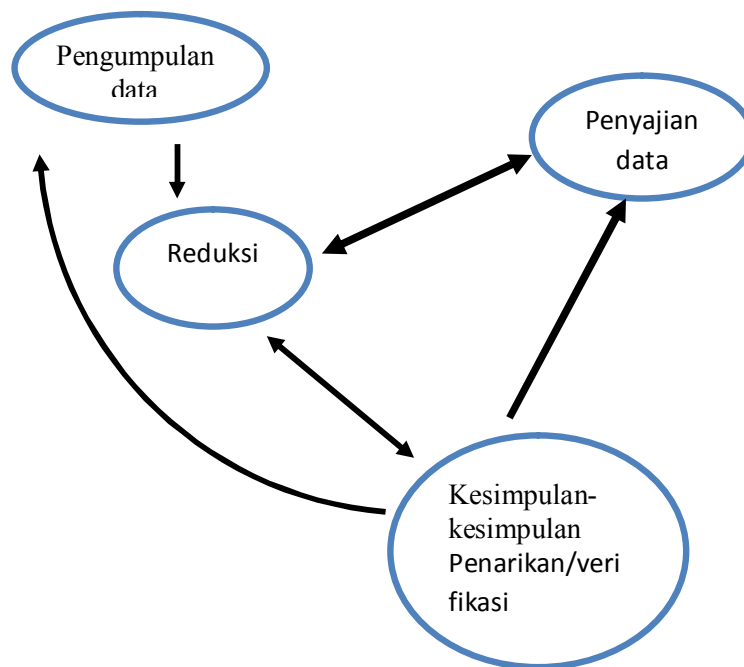 Pengumpulan
data
Penyajian
data
Reduksi
Kesimpulan-
kesimpulan
Penarikan/veri
fikasi